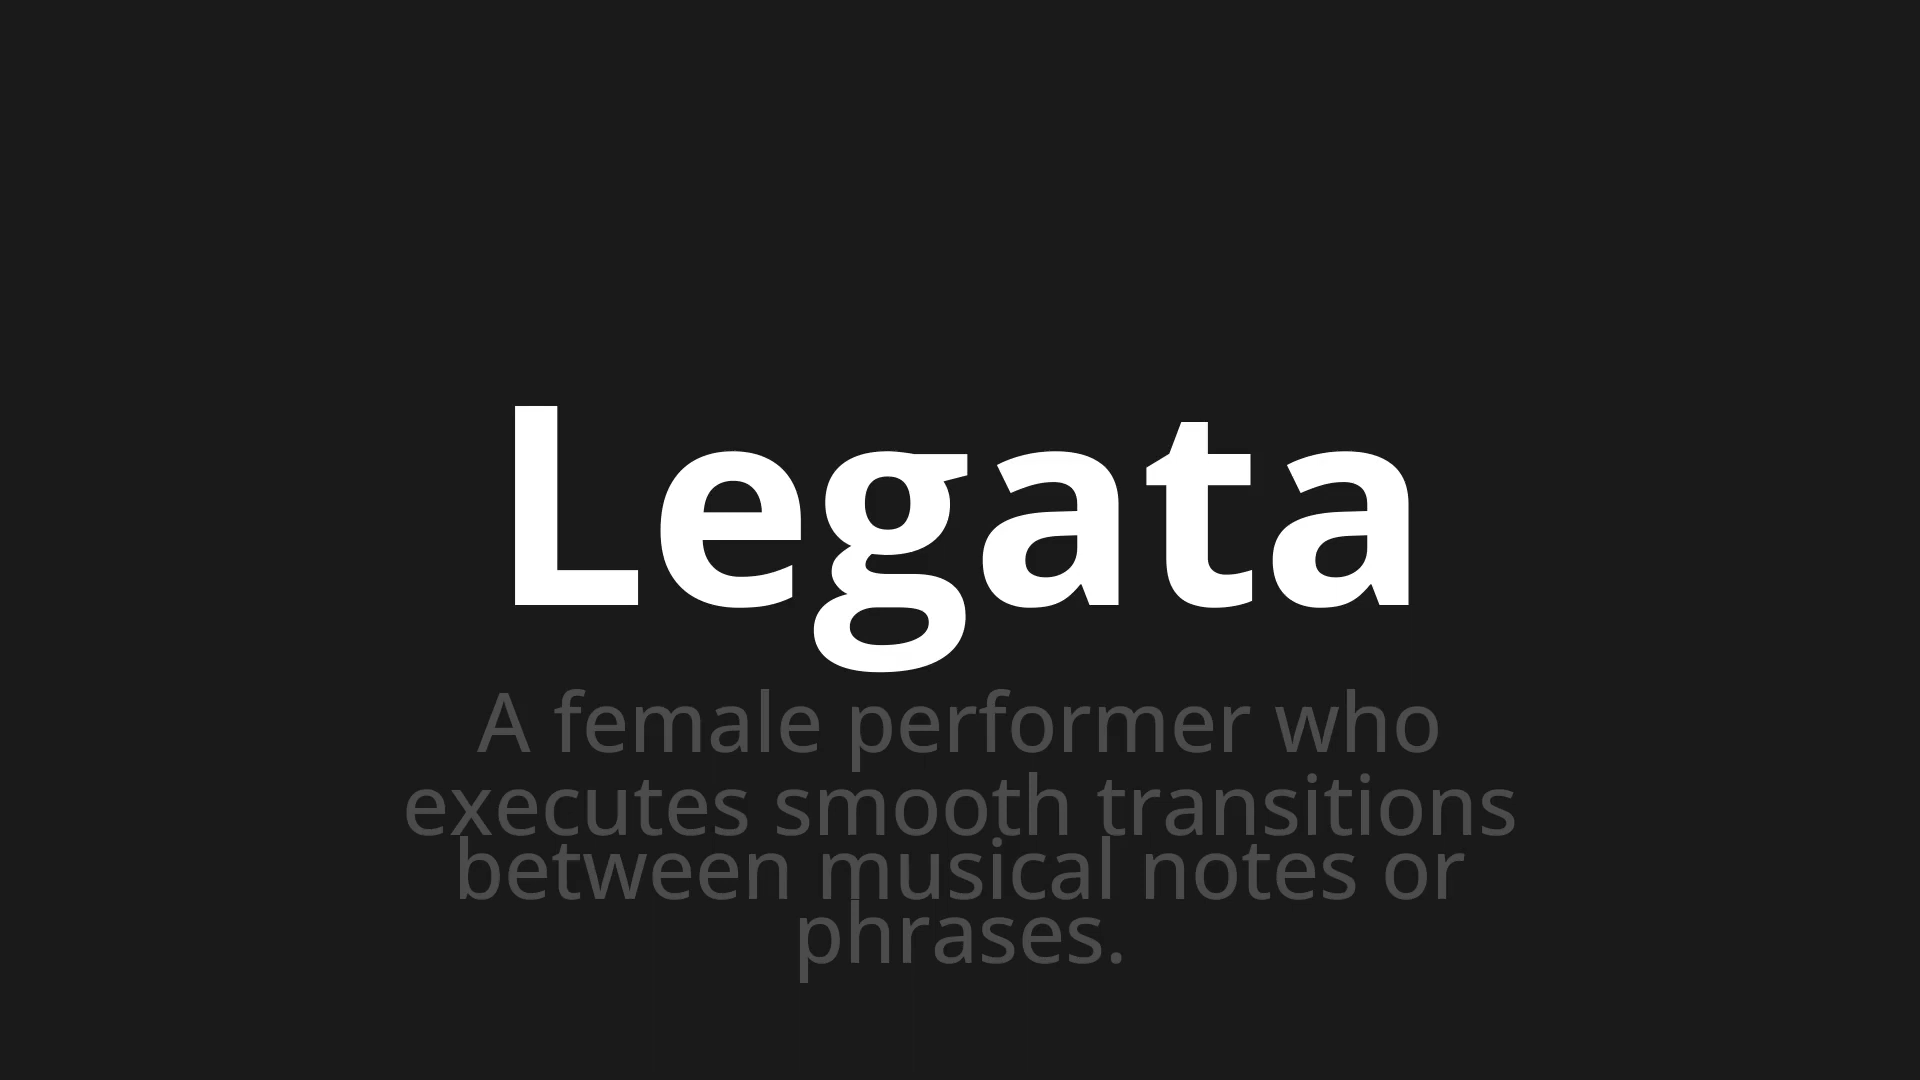 Legata
A female performer who
executes smooth transitions
between musical notes or
phrases.